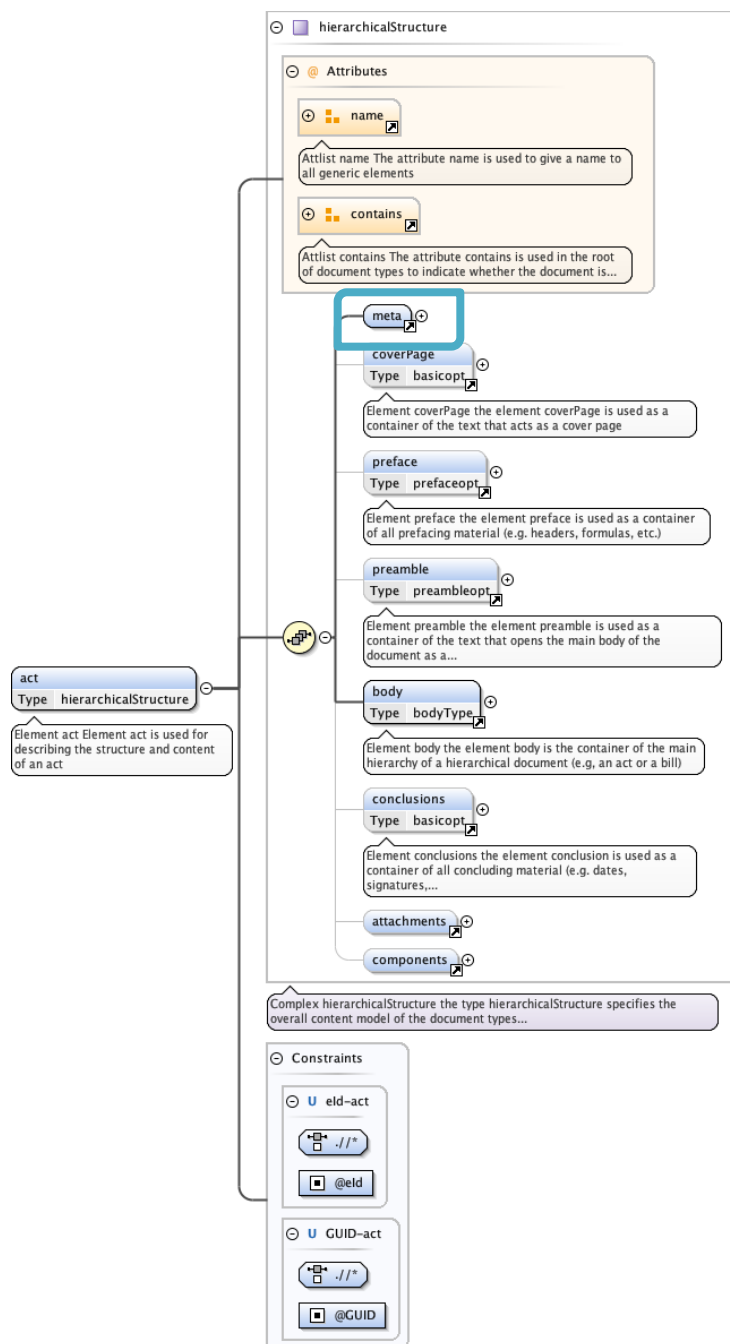 hierarchicalStructure
@ Attributes
name
Attlist name The attribute name is used to give a name to
all generic elements
contains
Attlist contains The attribute contains is used in the root
of document types to indicate whether the document is...
meta
coverPage
Type basicopt
Element coverPage the element coverPage is used as a
container of the text that acts as a cover page
preface
Type prefaceopt
Element preface the element preface is used as a container
of all prefacing material (e.g. headers, formulas, etc.)
preamble
Type preambleopt
Element preamble the element preamble is used as a
container of the text that opens the main body of the
document as a...
act
Type hierarchicalStructure
Element act Element act is used for
describing the structure and content
of an act
body
Type bodyType
Element body the element body is the container of the main
hierarchy of a hierarchical document (e.g, an act or a bill)
conclusions
Type basicopt
Element conclusions the element conclusion is used as a
container of all concluding material (e.g. dates,
signatures,...
attachments
components
Complex hierarchicalStructure the type hierarchicalStructure specifies the
overall content model of the document types...
Constraints
U eId-act
.//*
@eId
U GUID-act
.//*
@GUID